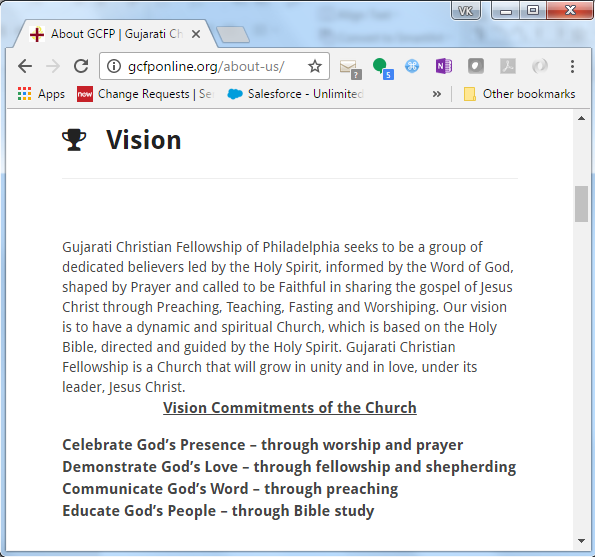 VK
About GCFP | Gujarati Ch
gcfponline.org/about-us/
?
5
Apps
now Change Requests | Se
Salesforce - Unlimited
»
Other bookmarks
Vision
Gujarati Christian Fellowship of Philadelphia seeks to be a group of
dedicated believers led by the Holy Spirit, informed by the Word of God,
shaped by Prayer and called to be Faithful in sharing the gospel of Jesus
Christ through Preaching, Teaching, Fasting and Worshiping. Our vision
is to have a dynamic and spiritual Church, which is based on the Holy
Bible, directed and guided by the Holy Spirit. Gujarati Christian
Fellowship is a Church that will grow in unity and in love, under its
leader, Jesus Christ.
Vision Commitments of the Church
Celebrate God’s Presence – through worship and prayer
Demonstrate God’s Love – through fellowship and shepherding
Communicate God’s Word – through preaching
Educate God’s People – through Bible study